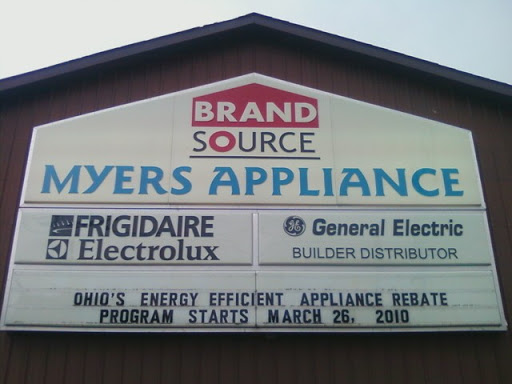 BRAND
SOURCE
MYERS APPLIANCE
FRIGIDAIRE
Electrolux
GE General Electric
BUILDER DISTRIBUTOR
OHIO'S ENERGY EFFICIENT APPLIANCE REBATE
PROGRAM STARTS MARCH 26, 2010